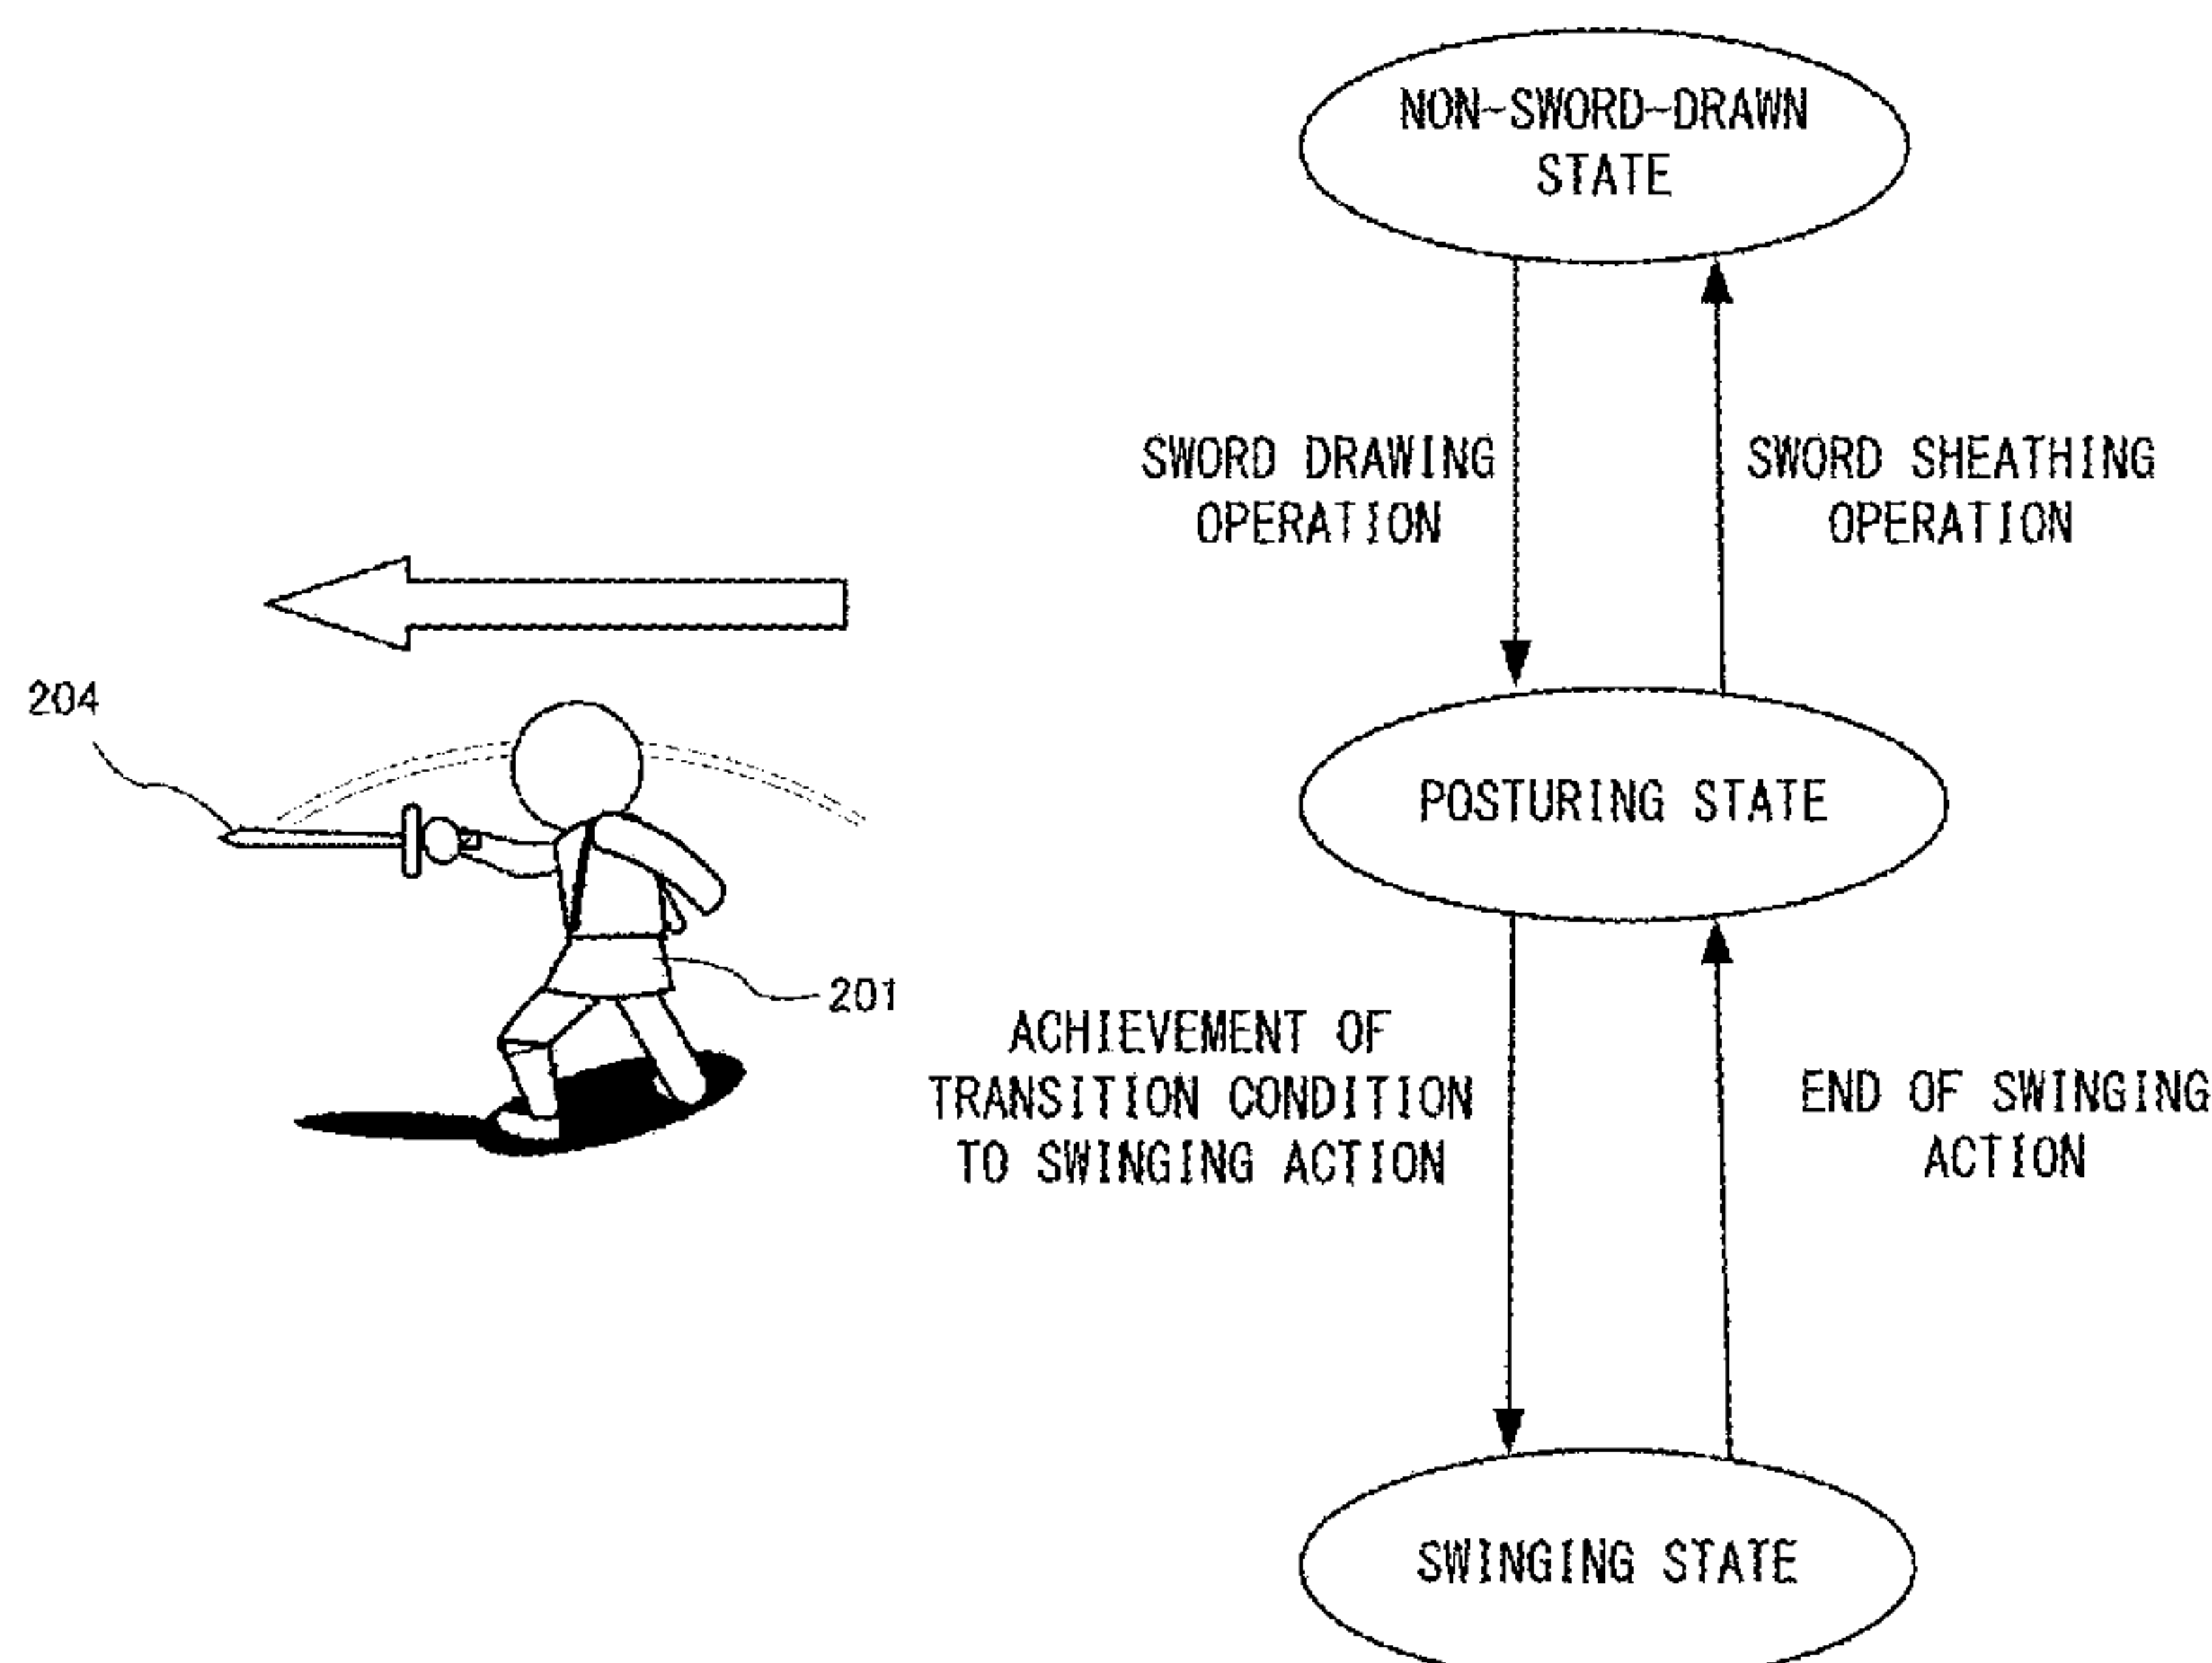 NON-SWORD-DRAWN
STATE
SWORD DRAWING
OPERATION
SWORD SHEATHING
OPERATION
204
POSTURING STATE
201
ACHIEVEMENT OF
TRANSITION CONDITION
TO SWINGING ACTION
END OF SWINGING
ACTION
SWINGING STATE